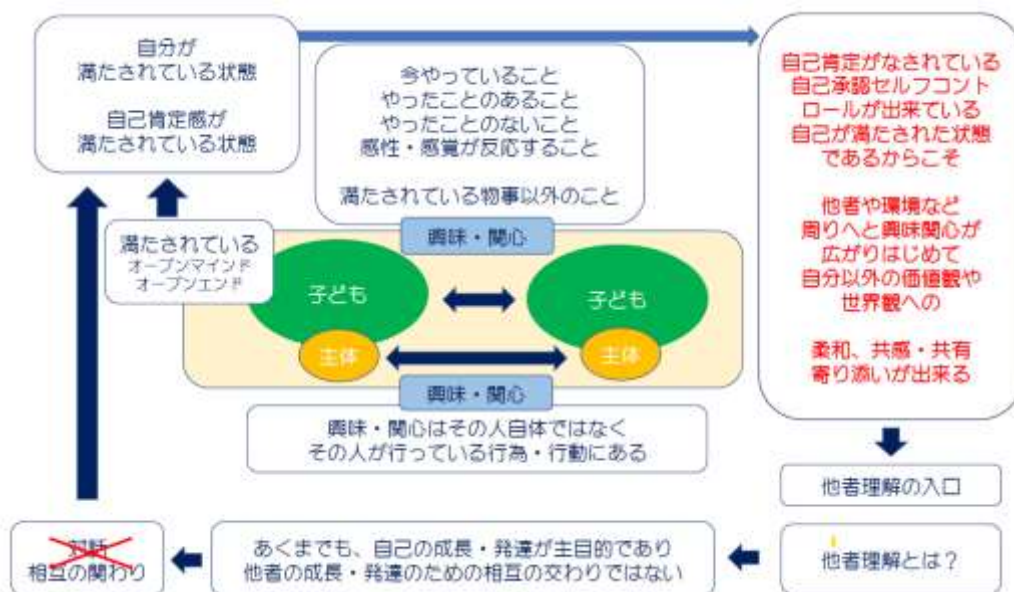 自分が
満たされている状態
自己肯定感が
満たされている状態
今やっていること
やったことのあること
やったことのないこと
感性・感覚が反応すること
満たされている物事以外のこと
自己肯定がなされている
自己承認セルフコント
ロールが出来ている
自己が満たされた状態
であるからこそ
他者や環境など
周りへと興味関心が
広がりはじめて
自分以外の価値観や
世界観への
柔和、共感・共有
寄り添いが出来る
満たされている
オープンマインド
オープンエンド
興味・関心
子ども
子ども
主体
主体
興味・関心
興味・関心はその人自体ではなく
その人が行っている行為・行動にある
他者理解の入口
他者理解とは?
あくまでも、自己の成長・発達が主目的であり
他者の成長・発達のための相互の交わりではない
対話
相互の関わり